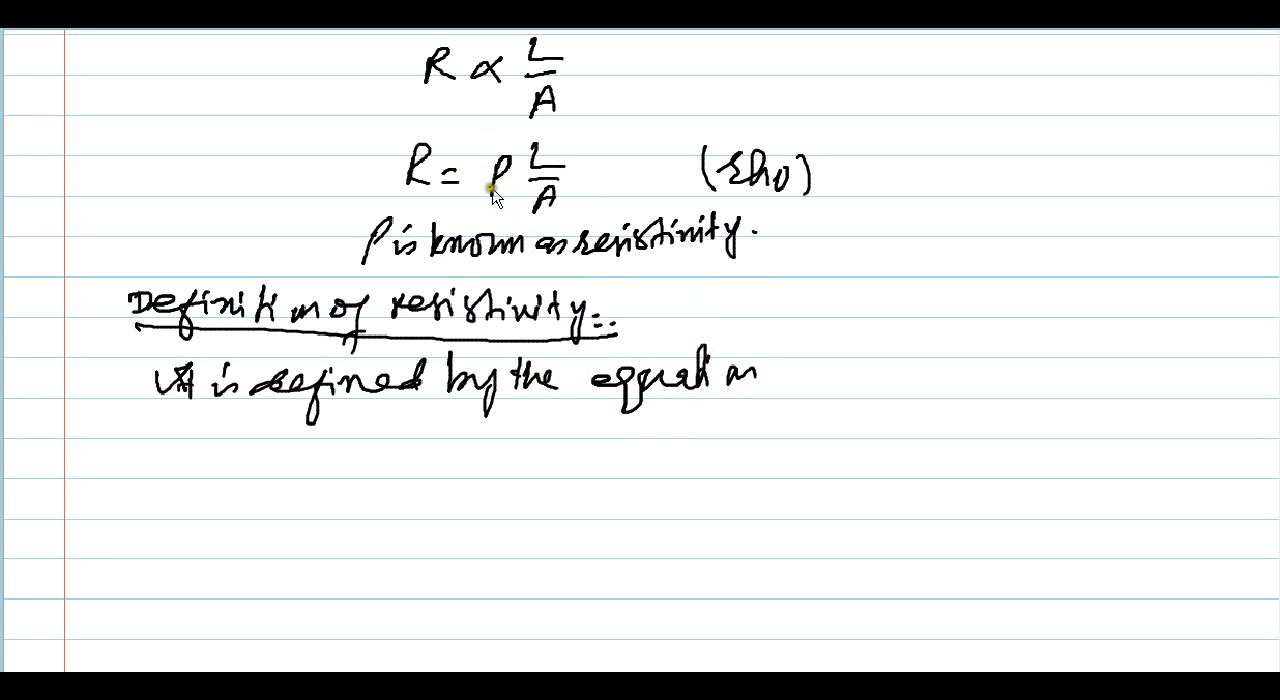 R ∝ L/A
R = ρ L/A (rho)
ρ is known as resistivity.
Definition of resistivity:-
It is defined by the equation